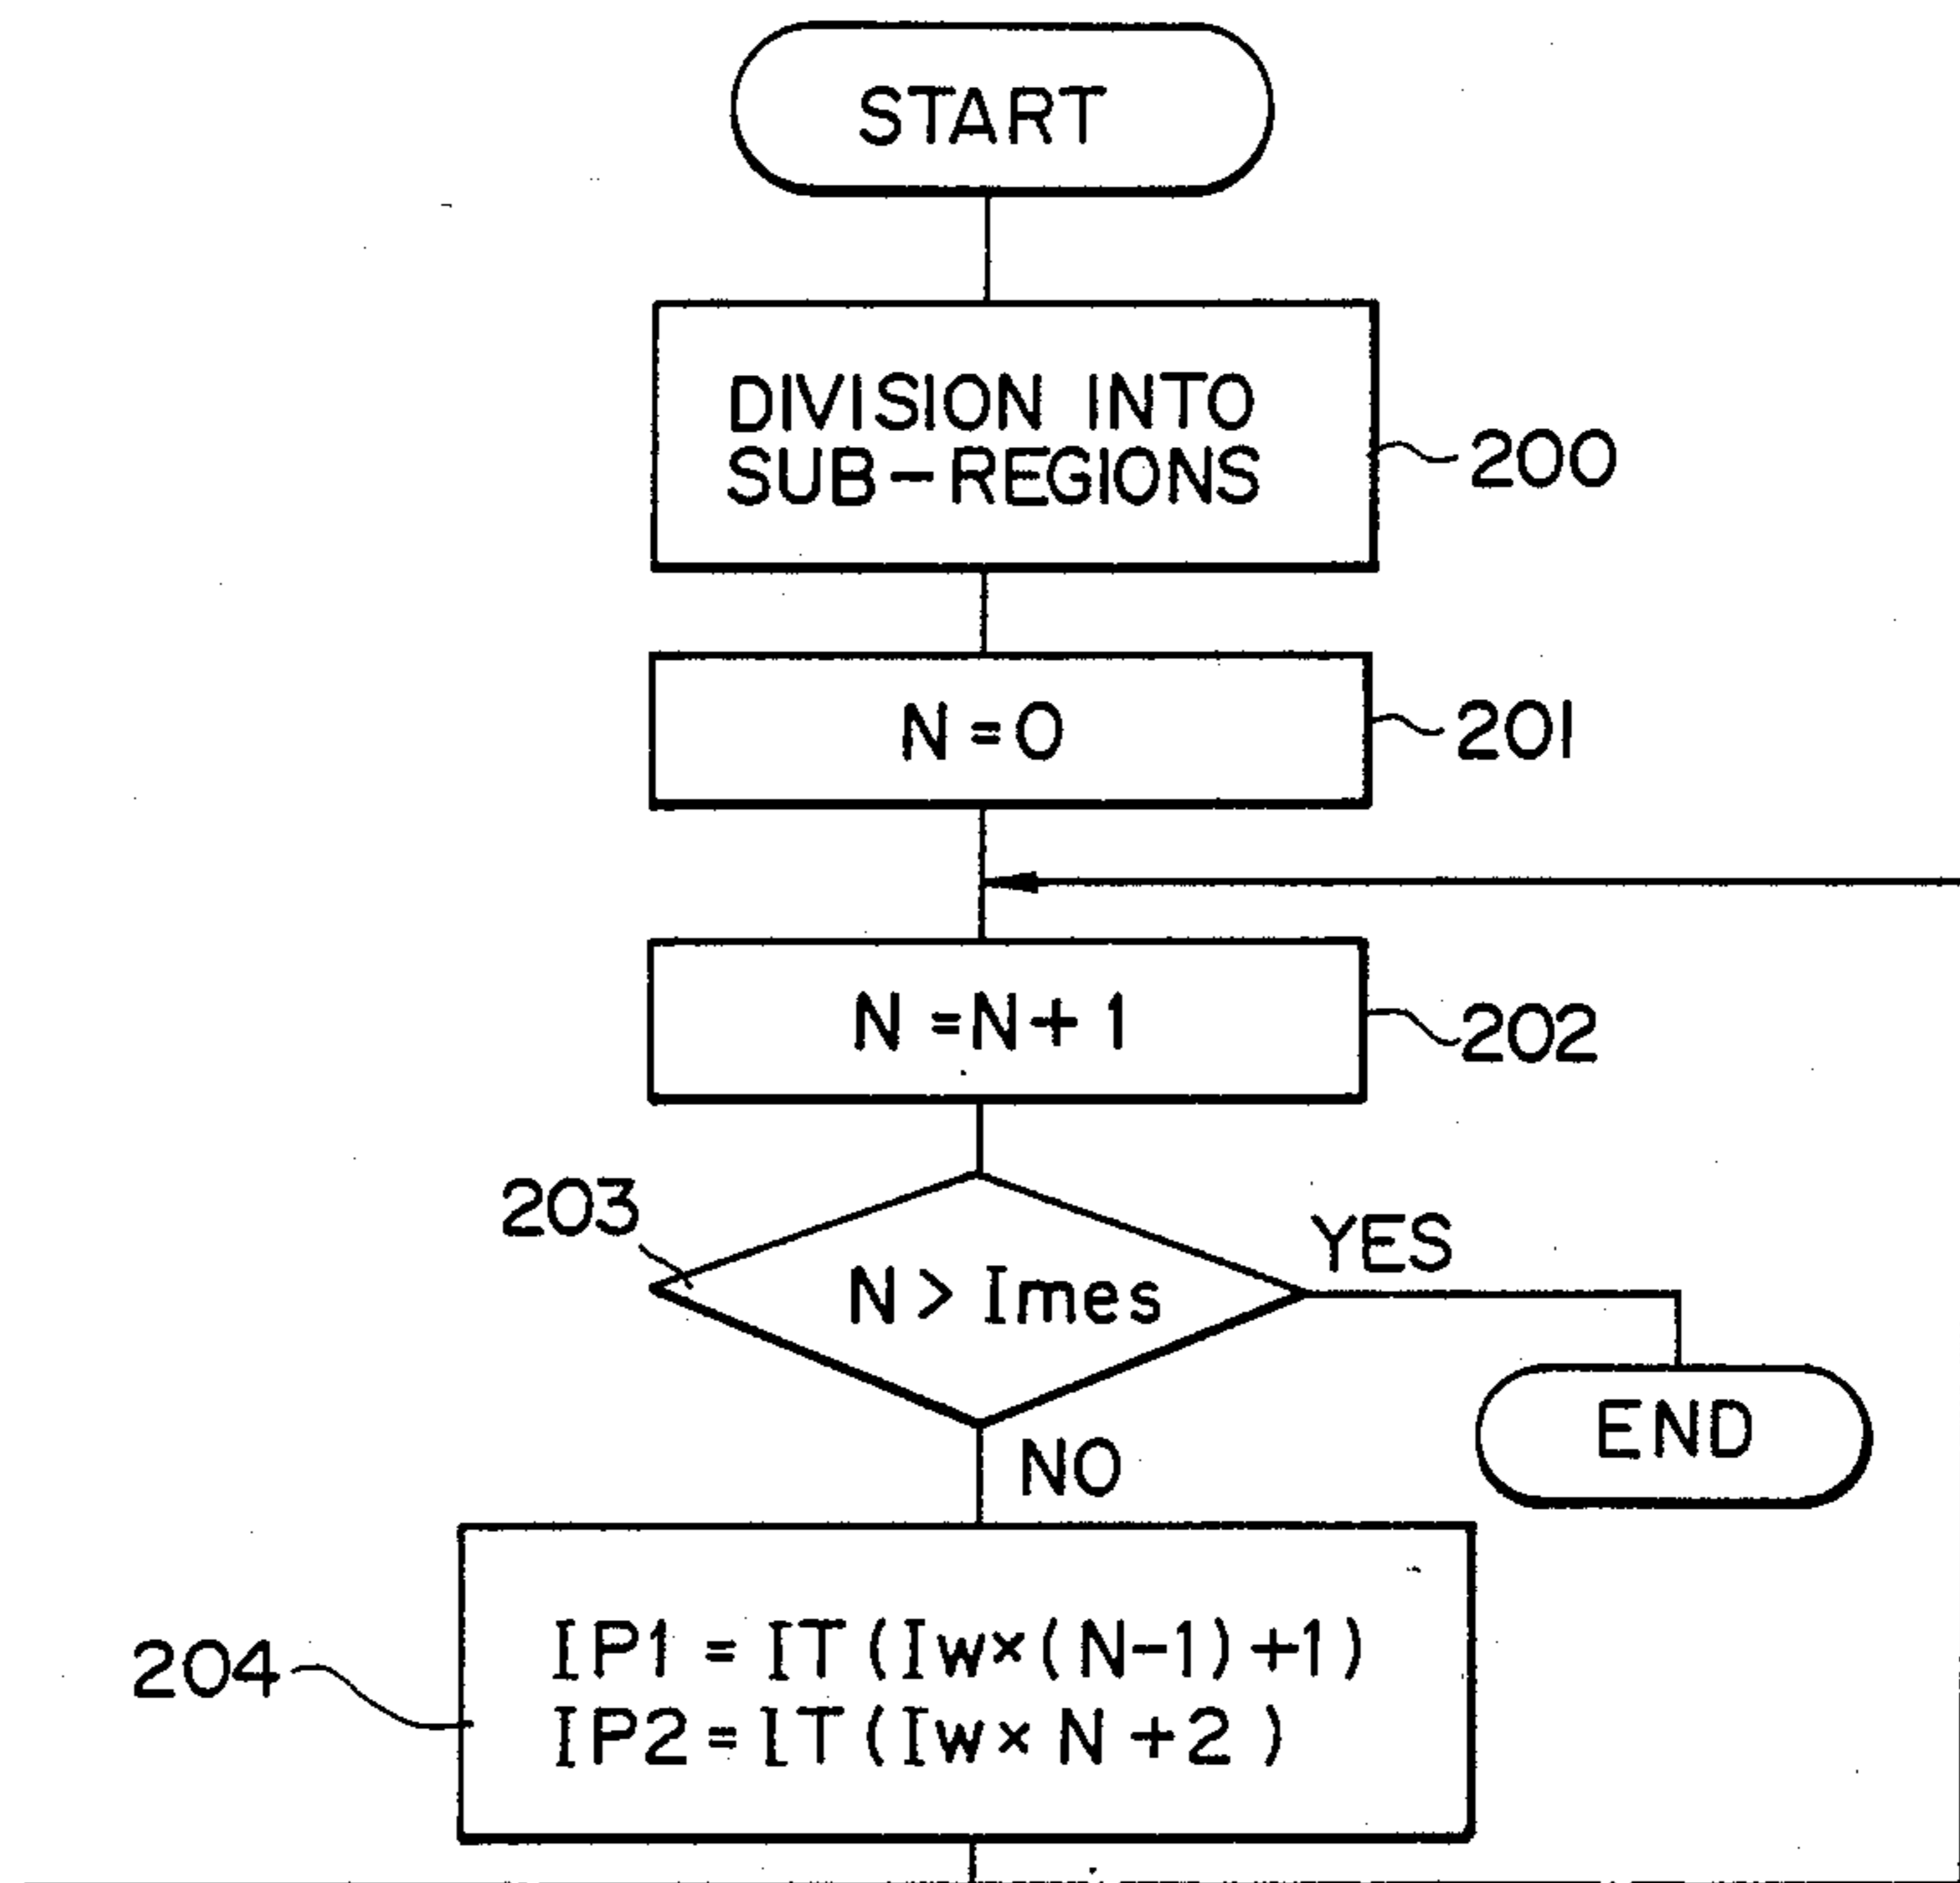 START
DIVISION INTO
SUB-REGIONS
200
N=0
201
N=N+1
202
203
N> Imes
YES
END
NO
204
IP1 = IT(Iw×(N-1)+1)
IP2=IT(Iw× N +2 )